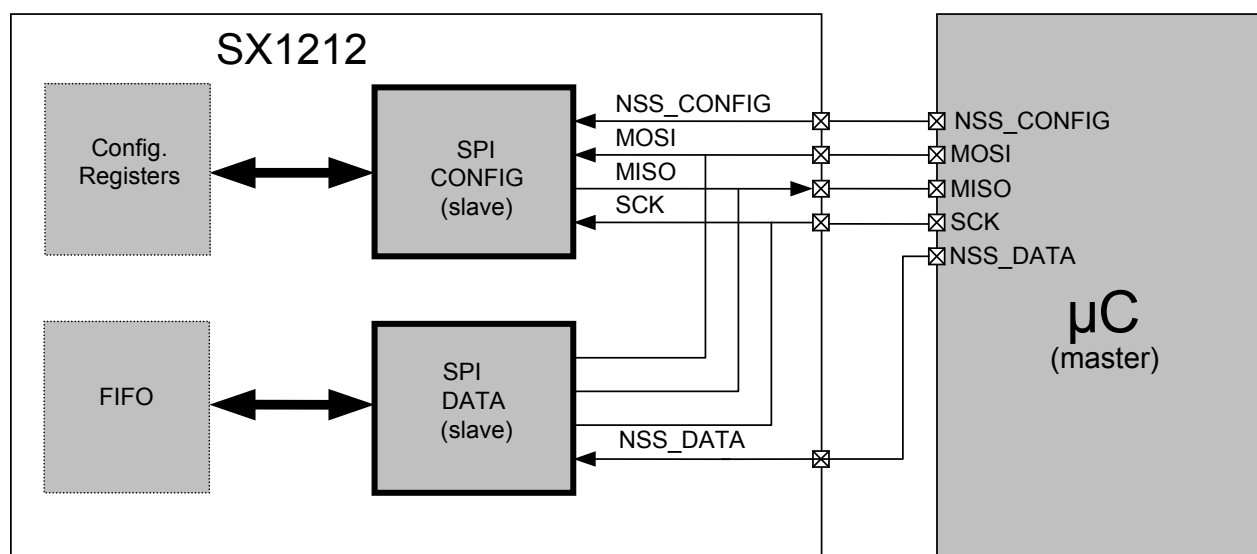 SX1212
Config.
Registers
SPI
CONFIG
(slave)
NSS_CONFIG
MOSI
MISO
SCK
NSS_CONFIG
MOSI
MISO
SCK
NSS_DATA
µC
(master)
FIFO
SPI
DATA
(slave)
NSS_DATA